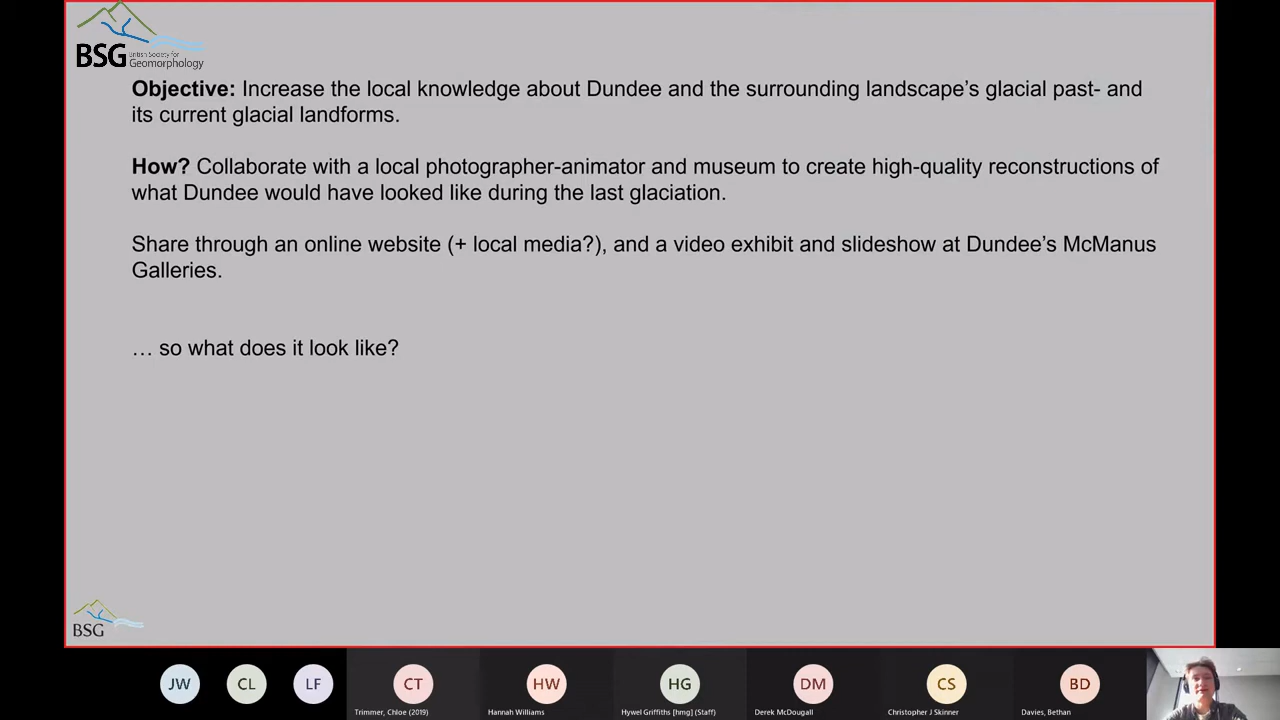 BSG British Society for
Geomorphology
Objective: Increase the local knowledge about Dundee and the surrounding landscape's glacial past- and
its current glacial landforms.
How? Collaborate with a local photographer-animator and museum to create high-quality reconstructions of
what Dundee would have looked like during the last glaciation.
Share through an online website (+ local media?), and a video exhibit and slideshow at Dundee's McManus
Galleries.
… so what does it look like?
BSG
JW CL LF CT HW HG DM CS BD
Trimmer, Chloe (2019) Hannah Williams Hywel Griffiths [hmg] (Staff) Derek McDougall Christopher J Skinner Davies, Bethan